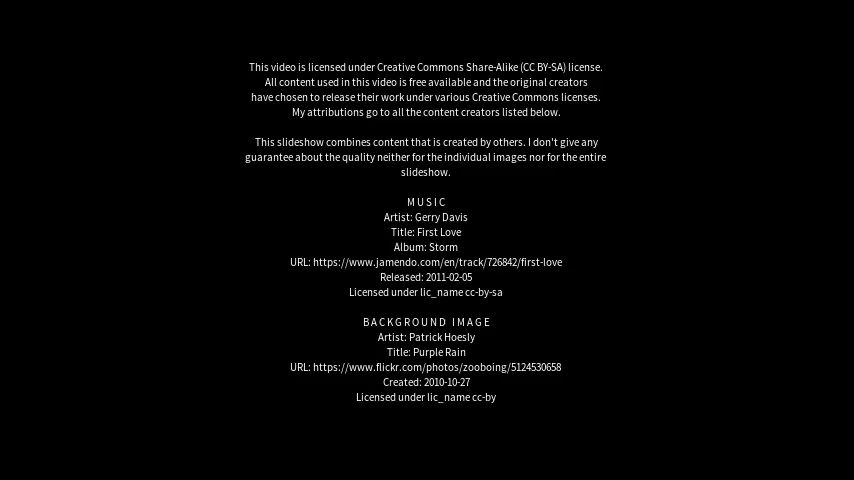 This video is licensed under Creative Commons Share-Alike (CC BY-SA) license.
All content used in this video is free available and the original creators
have chosen to release their work under various Creative Commons licenses.
My attributions go to all the content creators listed below.
This slideshow combines content that is created by others. I don't give any
guarantee about the quality neither for the individual images nor for the entire
slideshow.
MUSIC
Artist: Gerry Davis
Title: First Love
Album: Storm
URL: https://www.jamendo.com/en/track/726842/first-love
Released: 2011-02-05
Licensed under lic_name cc-by-sa
BACKGROUND IMAGE
Artist: Patrick Hoesly
Title: Purple Rain
URL: https://www.flickr.com/photos/zooboing/5124530658
Created: 2010-10-27
Licensed under lic_name cc-by